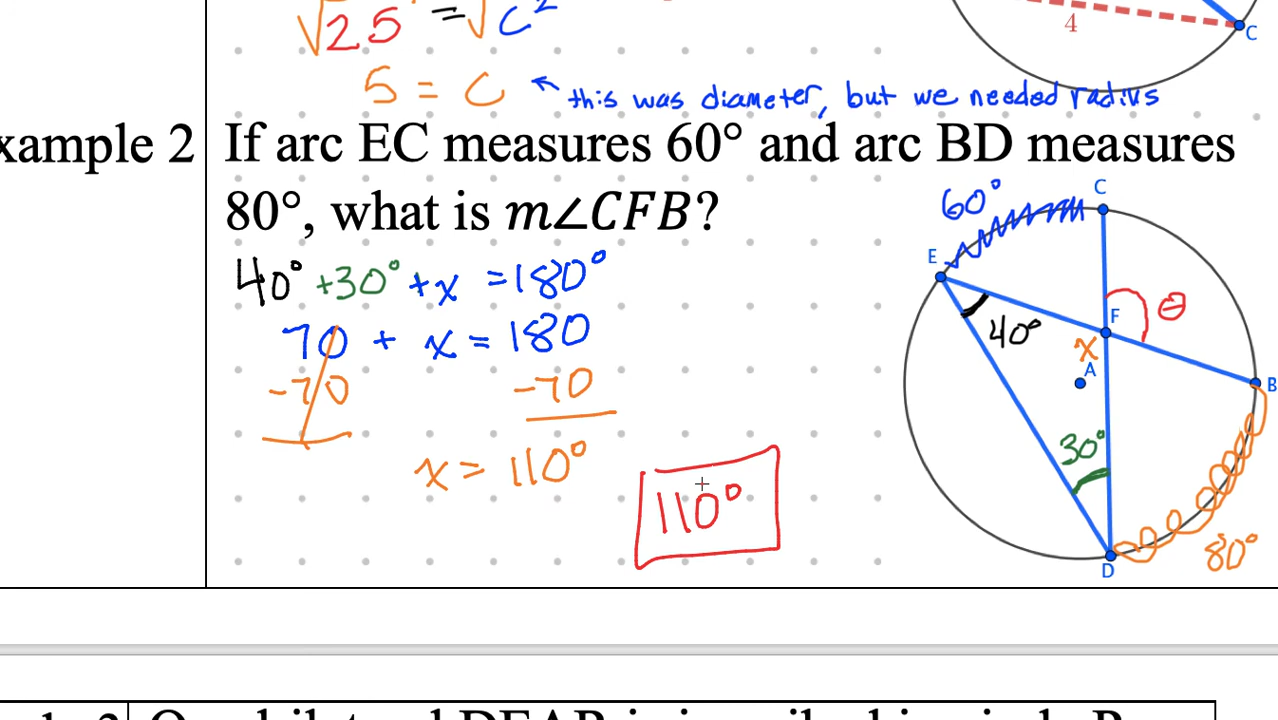 √25 = √c²
4
C
5 = c ← this was diameter, but we needed radius
xample 2
If arc EC measures 60° and arc BD measures
80°, what is m∠CFB?
40° +30° +x =180°
70 + x = 180
-70 -70
x = 110°
110°
60°
C
E
F
θ
40°
x
A
B
30°
80°
D